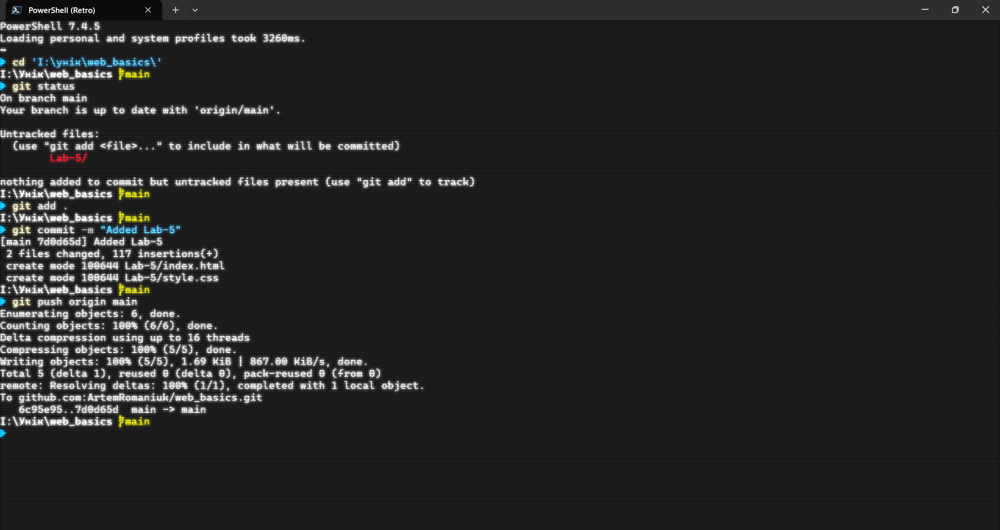 PowerShell (Retro)
PowerShell 7.4.5
Loading personal and system profiles took 3260ms.
~
cd 'I:\унік\web_basics\'
I:\Унік\web_basics main
git status
On branch main
Your branch is up to date with 'origin/main'.
Untracked files:
(use "git add <file>..." to include in what will be committed)
Lab-5/
nothing added to commit but untracked files present (use "git add" to track)
I:\Унік\web_basics main
git add .
I:\Унік\web_basics main
git commit -m "Added Lab-5"
[main 7d0d65d] Added Lab-5
2 files changed, 117 insertions(+)
create mode 100644 Lab-5/index.html
create mode 100644 Lab-5/style.css
I:\Унік\web_basics main
git push origin main
Enumerating objects: 6, done.
Counting objects: 100% (6/6), done.
Delta compression using up to 16 threads
Compressing objects: 100% (5/5), done.
Writing objects: 100% (5/5), 1.69 KiB | 867.00 KiB/s, done.
Total 5 (delta 1), reused 0 (delta 0), pack-reused 0 (from 0)
remote: Resolving deltas: 100% (1/1), completed with 1 local object.
To github.com:ArtemRomaniuk/web_basics.git
6c95e95..7d0d65d  main -> main
I:\Унік\web_basics main